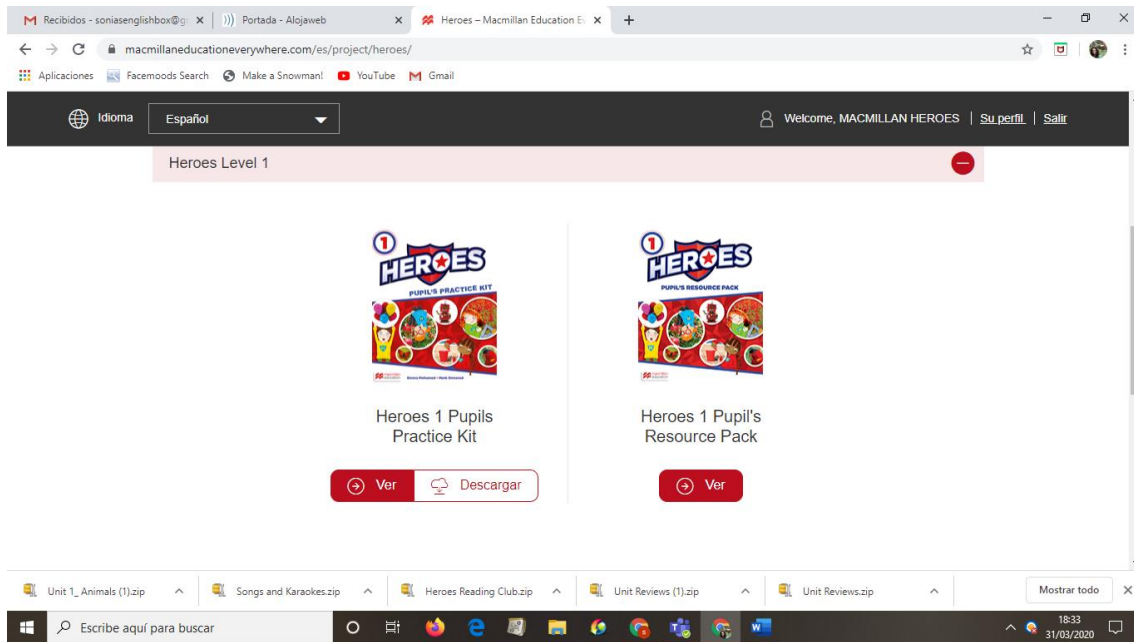 Recibidos - soniasenglishbox@g
Portada - Alojaweb
Heroes – Macmillan Education Ev
macmillaneducationeverywhere.com/es/project/heroes/
Aplicaciones Facemoods Search Make a Snowman! YouTube Gmail
Idioma Español Welcome, MACMILLAN HEROES | Su perfil | Salir
Heroes Level 1
1
HEROES
PUPIL'S PRACTICE KIT
1
HEROES
PUPIL'S RESOURCE PACK
Heroes 1 Pupils
Practice Kit
Heroes 1 Pupil's
Resource Pack
Ver Descargar
Ver
Unit 1_ Animals (1).zip Songs and Karaokes.zip Heroes Reading Club.zip Unit Reviews (1).zip Unit Reviews.zip Mostrar todo
Escribe aquí para buscar
18:33
31/03/2020